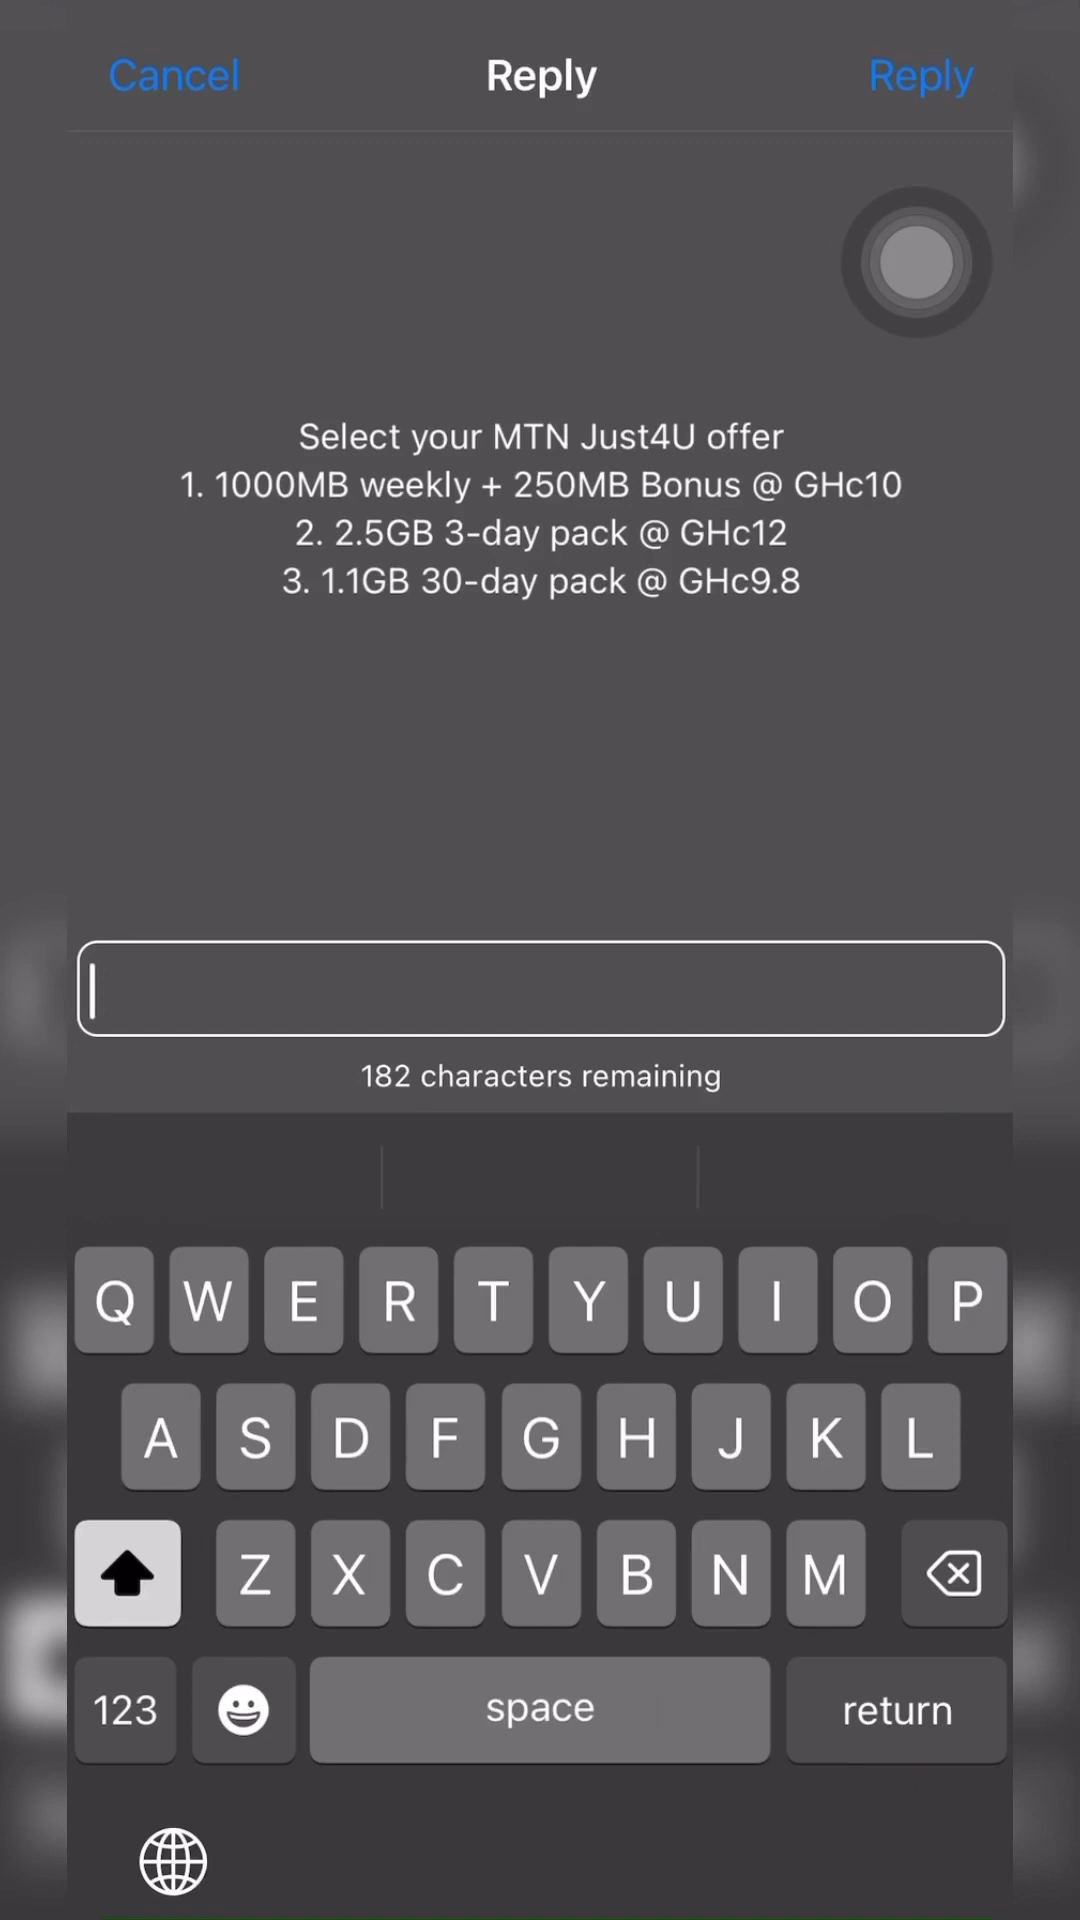 Cancel Reply Reply
Select your MTN Just4U offer
1. 1000MB weekly + 250MB Bonus @ GHc10
2. 2.5GB 3-day pack @ GHc12
3. 1.1GB 30-day pack @ GHc9.8
182 characters remaining
Q W E R T Y U I O P
A S D F G H J K L
Z X C V B N M
123 space return